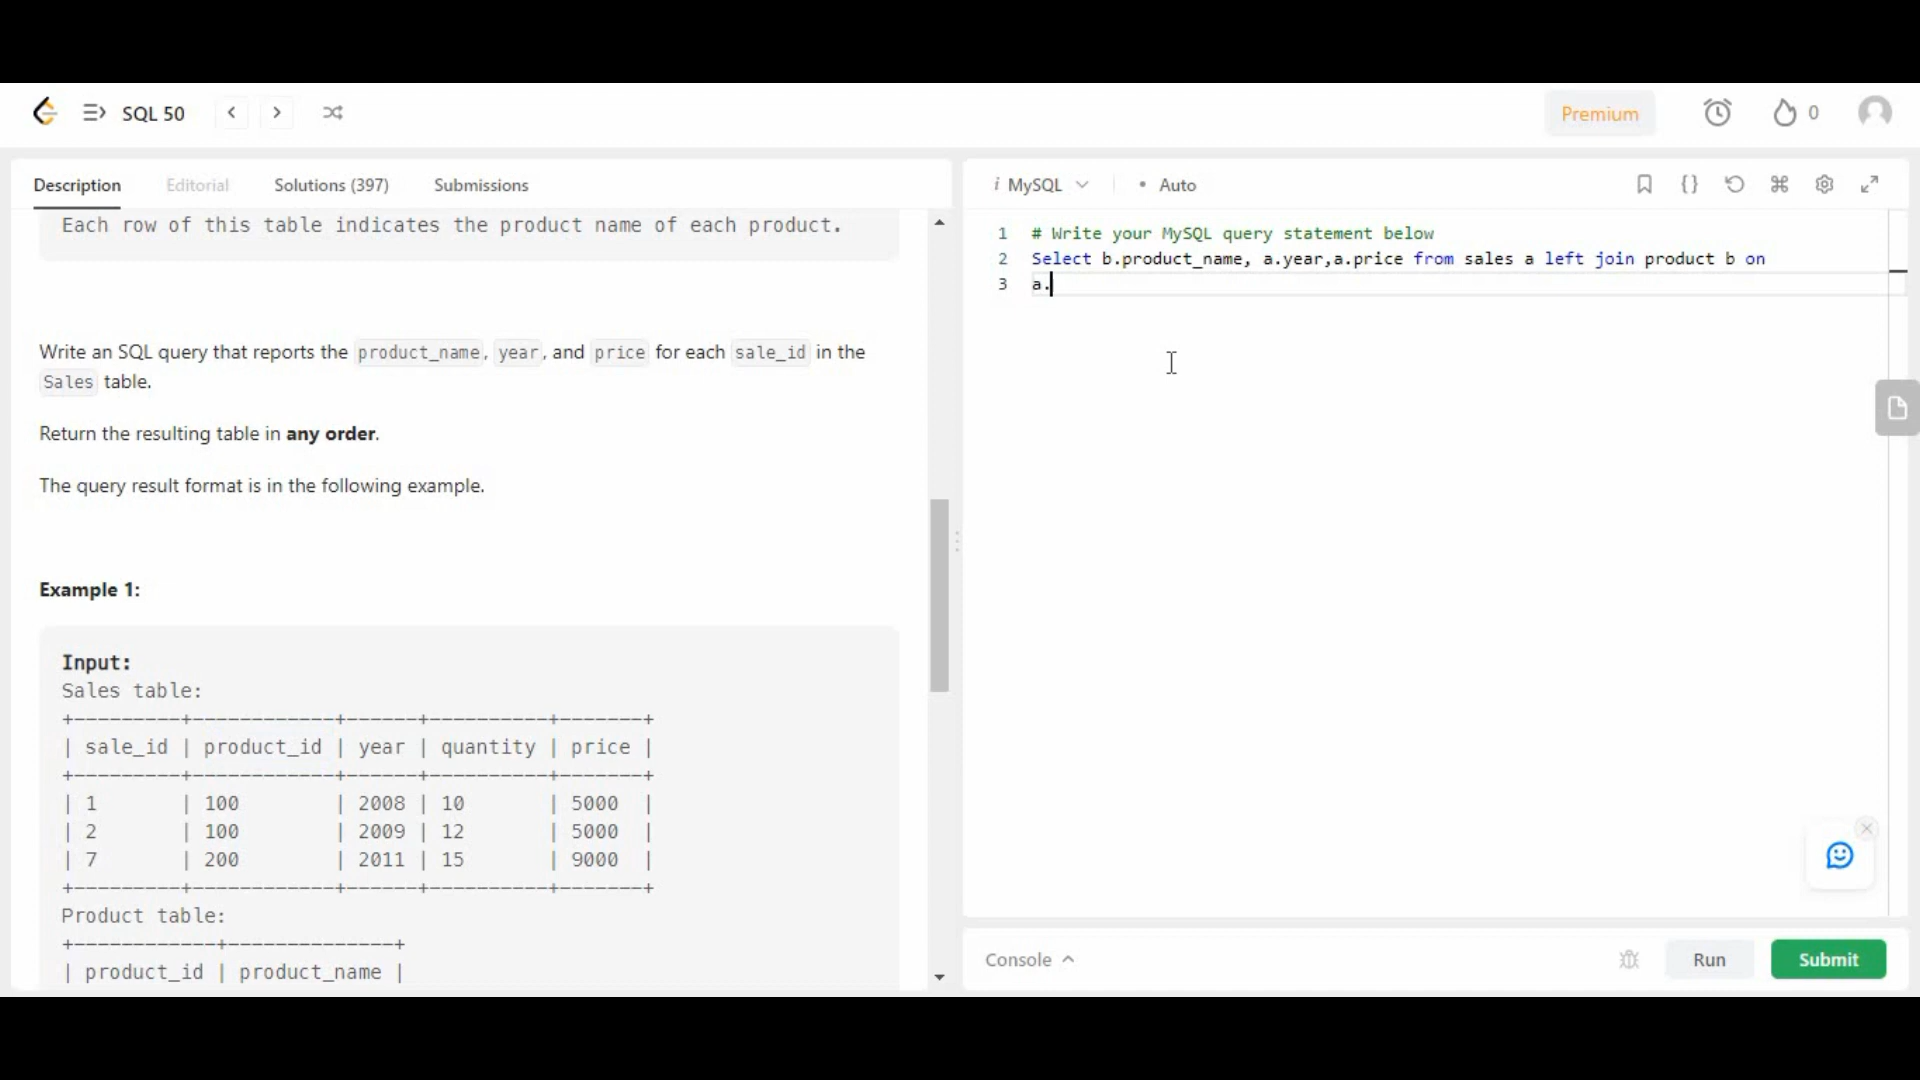 SQL 50
Premium
0
Description
Editorial
Solutions (397)
Submissions
Each row of this table indicates the product name of each product.
Write an SQL query that reports the product_name, year, and price for each sale_id in the
Sales table.
Return the resulting table in any order.
The query result format is in the following example.
Example 1:
Input:
Sales table:
+---------+------------+------+----------+-------+
| sale_id | product_id | year | quantity | price |
+---------+------------+------+----------+-------+
| 1       | 100        | 2008 | 10       | 5000  |
| 2       | 100        | 2009 | 12       | 5000  |
| 7       | 200        | 2011 | 15       | 9000  |
+---------+------------+------+----------+-------+
Product table:
+------------+--------------+
| product_id | product_name |
i MySQL
• Auto
1 # Write your MySQL query statement below
2 Select b.product_name, a.year,a.price from sales a left join product b on
3 a.
Console
Run
Submit